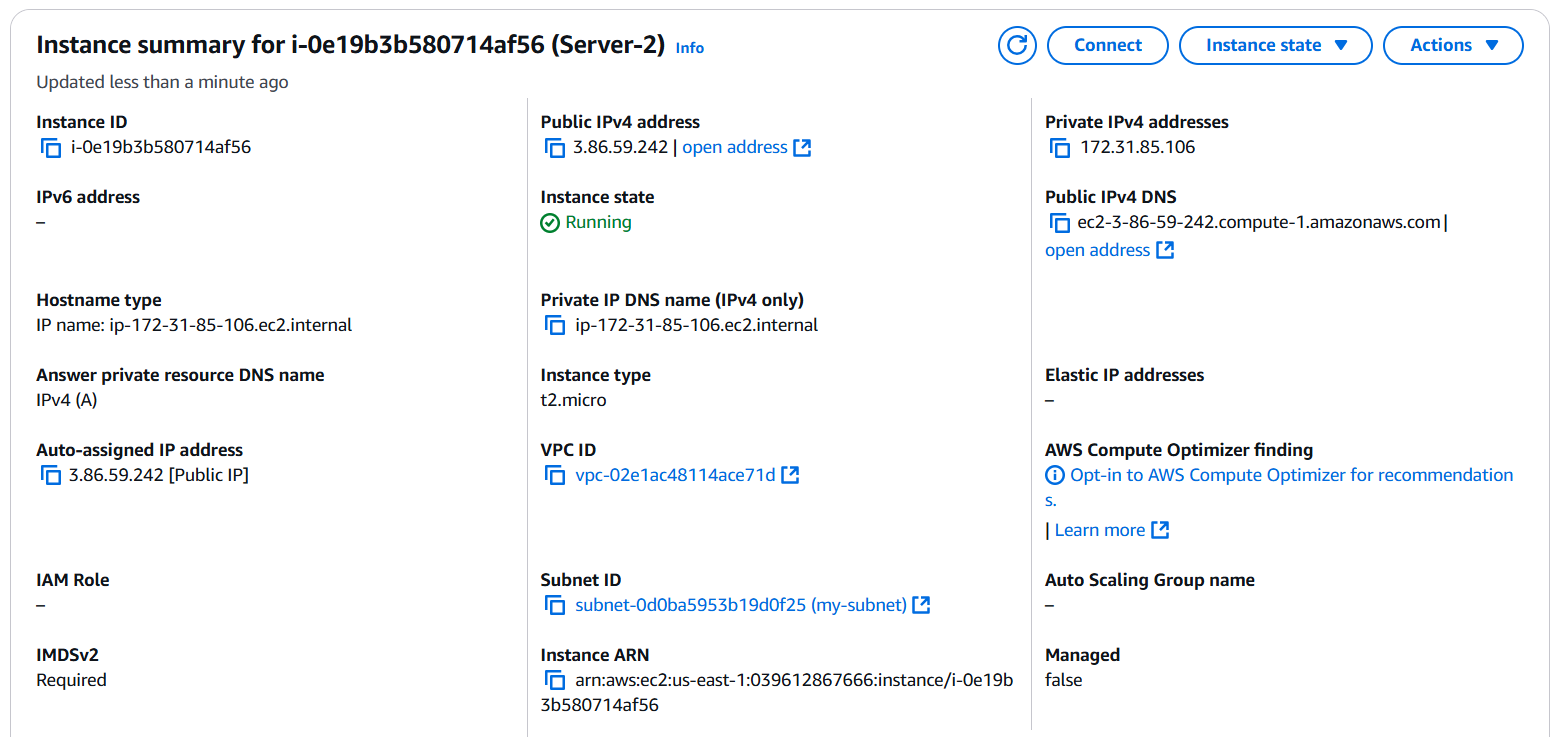 Instance summary for i-0e19b3b580714af56 (Server-2) Info
Connect
Instance state
Actions
Updated less than a minute ago
Instance ID
i-0e19b3b580714af56
Public IPv4 address
3.86.59.242 | open address
Private IPv4 addresses
172.31.85.106
IPv6 address
–
Instance state
Running
Public IPv4 DNS
ec2-3-86-59-242.compute-1.amazonaws.com |
open address
Hostname type
IP name: ip-172-31-85-106.ec2.internal
Private IP DNS name (IPv4 only)
ip-172-31-85-106.ec2.internal
Answer private resource DNS name
IPv4 (A)
Instance type
t2.micro
Elastic IP addresses
–
Auto-assigned IP address
3.86.59.242 [Public IP]
VPC ID
vpc-02e1ac48114ace71d
AWS Compute Optimizer finding
Opt-in to AWS Compute Optimizer for recommendation
s.
| Learn more
IAM Role
–
Subnet ID
subnet-0d0ba5953b19d0f25 (my-subnet)
Auto Scaling Group name
–
IMDSv2
Required
Instance ARN
arn:aws:ec2:us-east-1:039612867666:instance/i-0e19b
3b580714af56
Managed
false